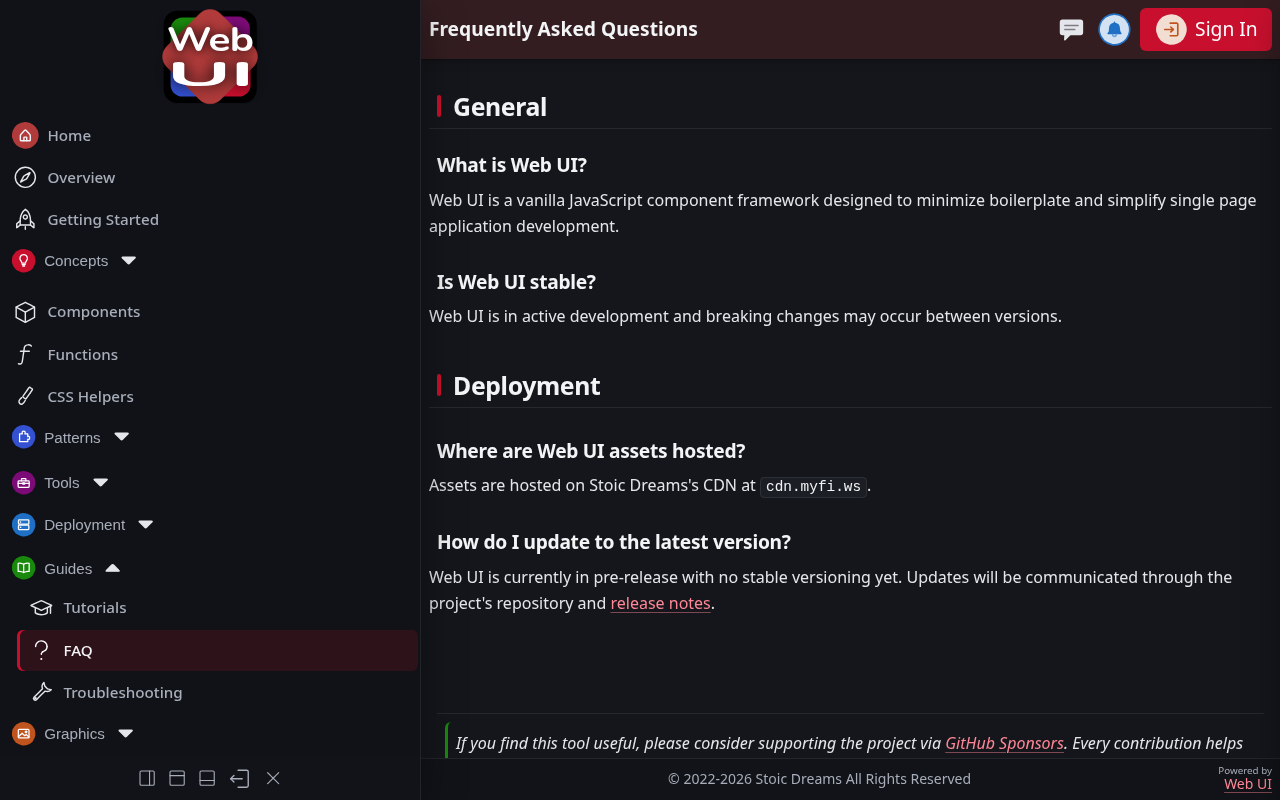 Web
UI
Home
Overview
Getting Started
Concepts
Components
Functions
CSS Helpers
Patterns
Tools
Deployment
Guides
Tutorials
FAQ
Troubleshooting
Graphics
Frequently Asked Questions
Sign In
General
What is Web UI?
Web UI is a vanilla JavaScript component framework designed to minimize boilerplate and simplify single page
application development.
Is Web UI stable?
Web UI is in active development and breaking changes may occur between versions.
Deployment
Where are Web UI assets hosted?
Assets are hosted on Stoic Dreams's CDN at cdn.myfi.ws.
How do I update to the latest version?
Web UI is currently in pre-release with no stable versioning yet. Updates will be communicated through the
project's repository and release notes.
If you find this tool useful, please consider supporting the project via GitHub Sponsors. Every contribution helps
© 2022-2026 Stoic Dreams All Rights Reserved
Powered by
Web UI